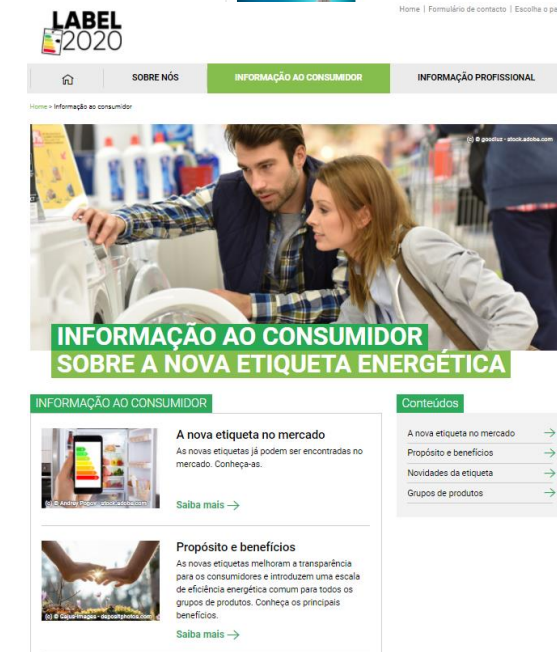 Home | Formulário de contacto | Escolha o pa
LABEL
2020
SOBRE NÓS
INFORMAÇÃO AO CONSUMIDOR
INFORMAÇÃO PROFISSIONAL
Home > Informação ao consumidor
(c) © goodluz - stock.adobe.com
INFORMAÇÃO AO CONSUMIDOR
SOBRE A NOVA ETIQUETA ENERGÉTICA
INFORMAÇÃO AO CONSUMIDOR
A nova etiqueta no mercado
As novas etiquetas já podem ser encontradas no
mercado. Conheça-as.
Saiba mais →
(c) © Andrey Popov - stock.adobe.com
Propósito e benefícios
As novas etiquetas melhoram a transparência
para os consumidores e introduzem uma escala
de eficiência energética comum para todos os
grupos de produtos. Conheça os principais
benefícios.
Saiba mais →
(c) © Cajus-Images - depositphotos.com
Conteúdos
A nova etiqueta no mercado →
Propósito e benefícios →
Novidades da etiqueta →
Grupos de produtos →